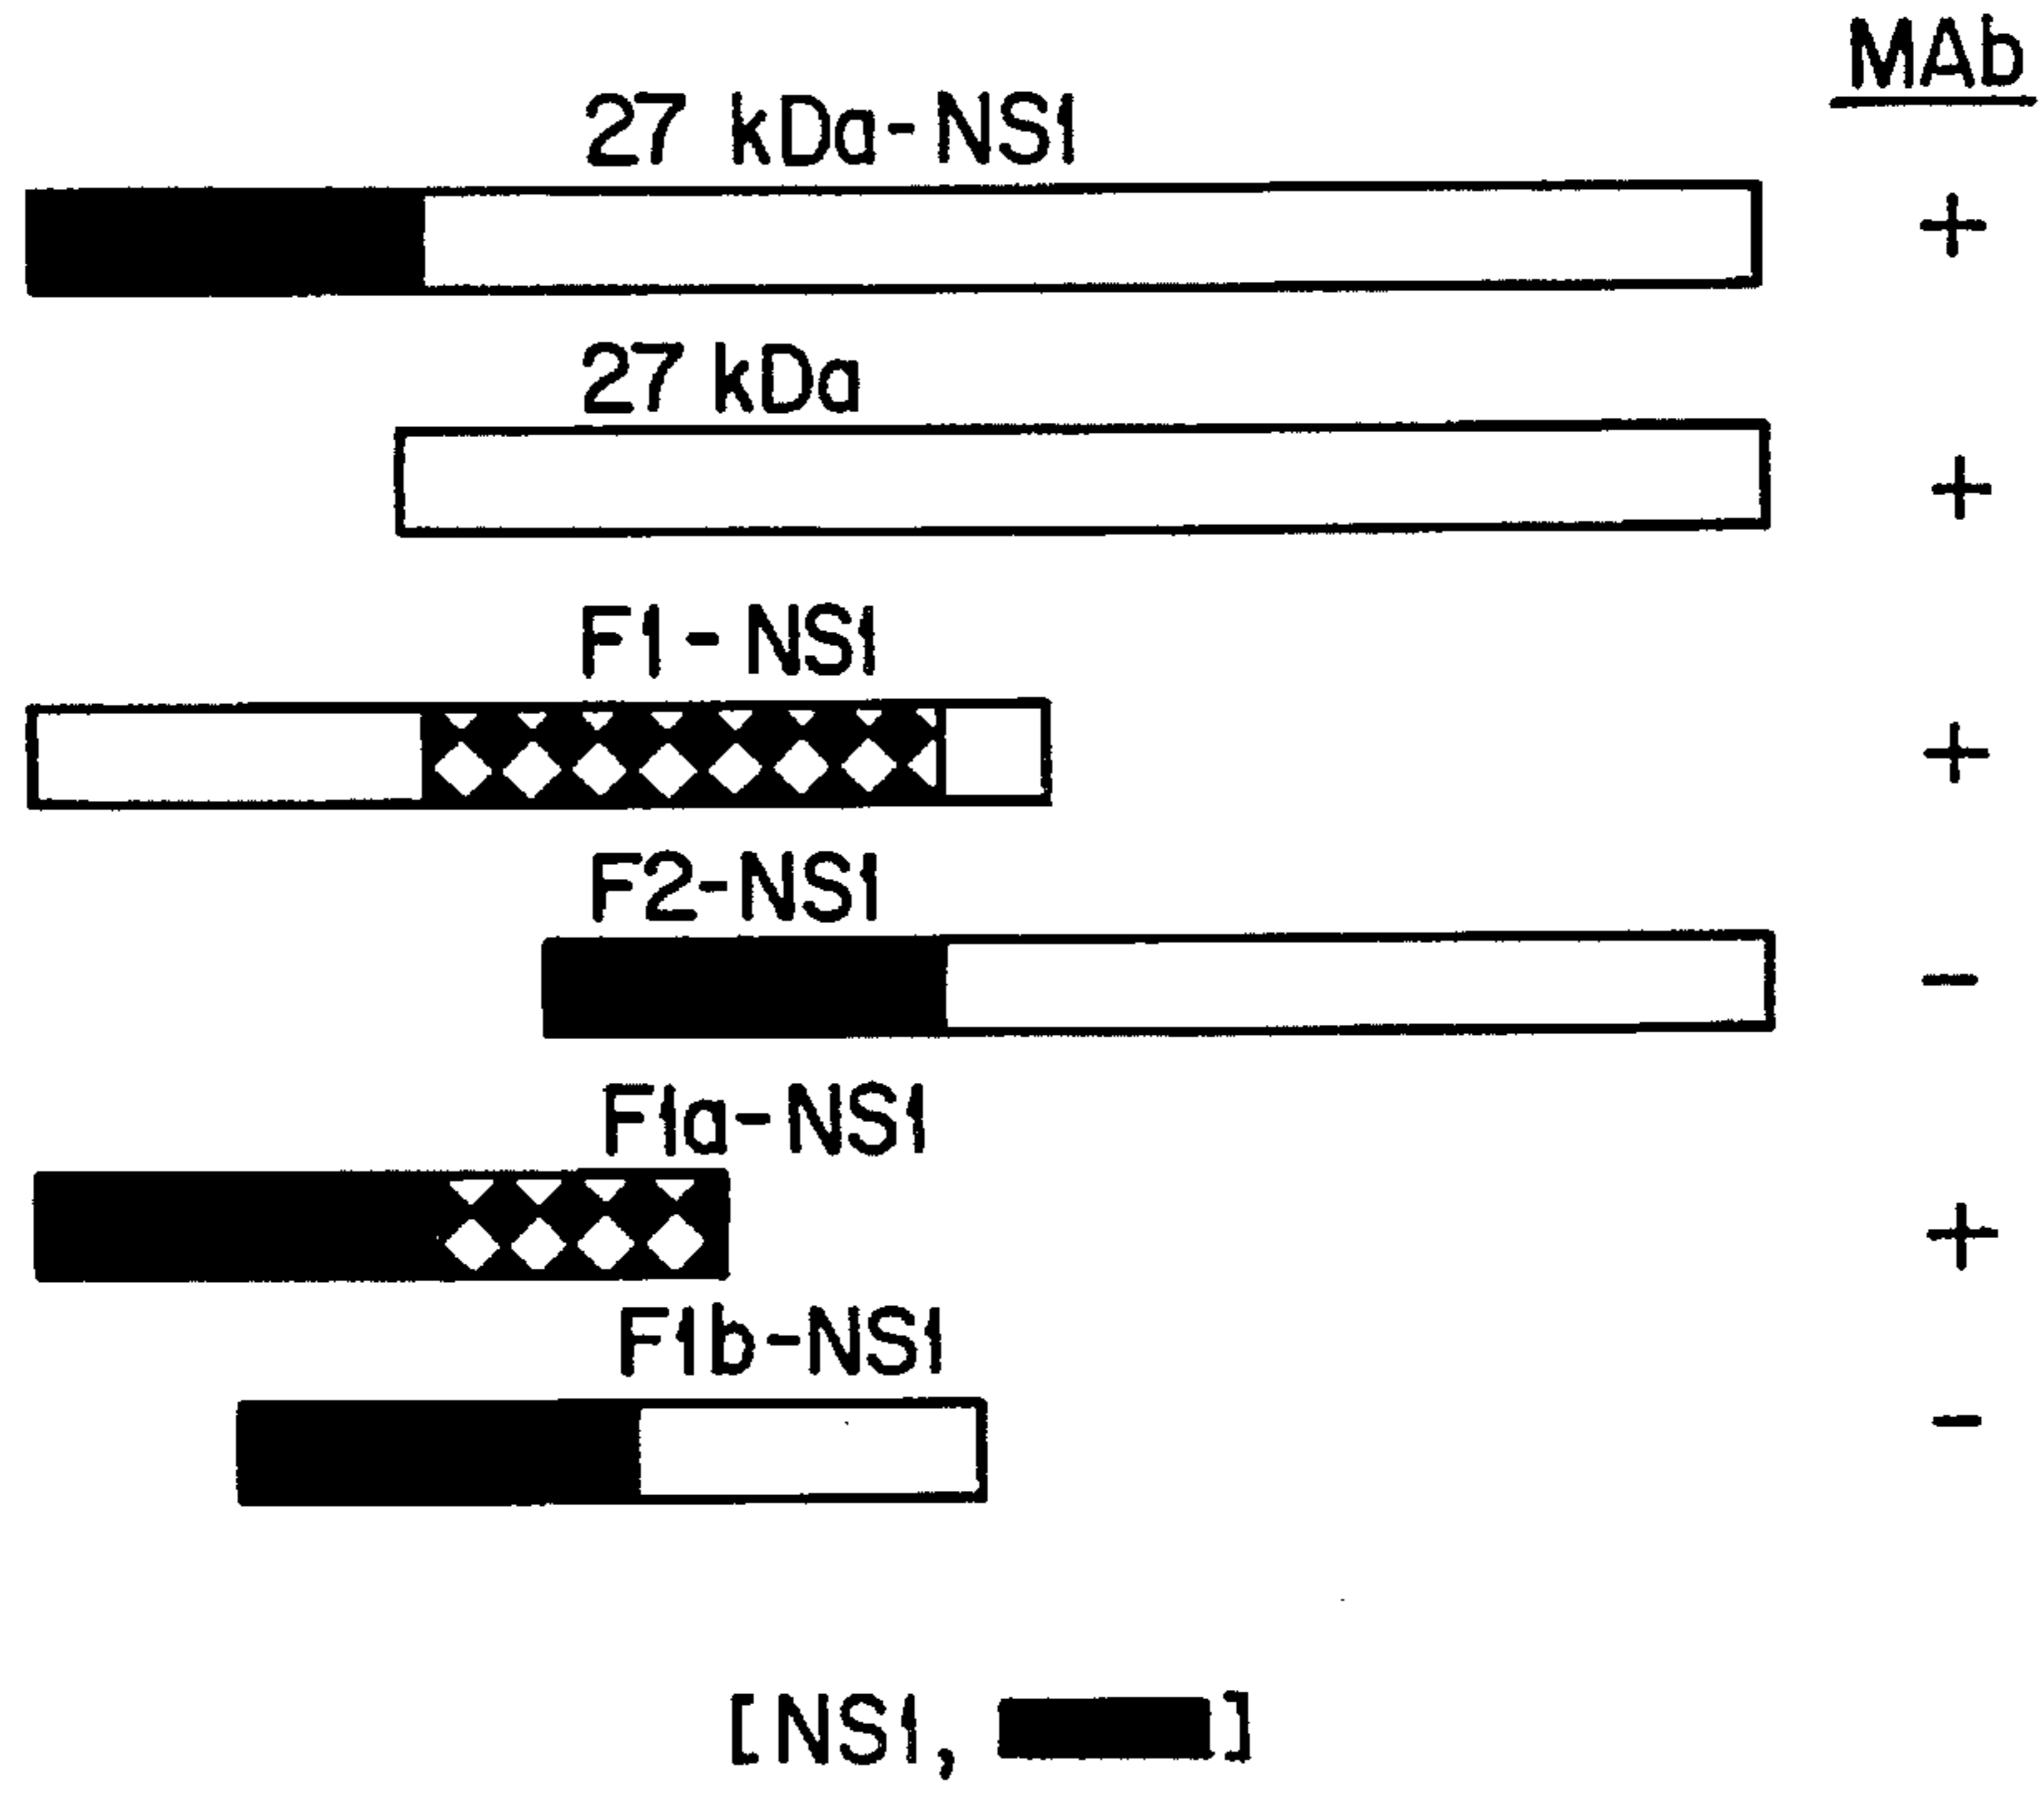 MAb
27 kDa-NS1
+
27 kDa
+
F1-NS1
+
F2-NS1
-
F1a-NS1
+
F1b-NS1
-
[NS1, ]